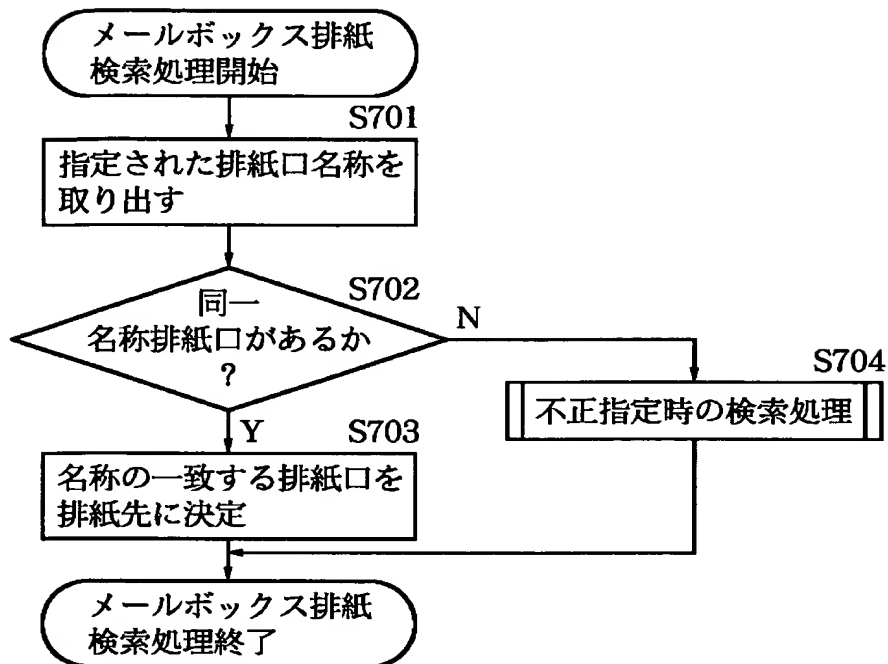 メールボックス排紙
検索処理開始
S701
指定された排紙口名称を
取り出す
S702
同一
名称排紙口があるか
?
N
S704
不正指定時の検索処理
Y
S703
名称の一致する排紙口を
排紙先に決定
メールボックス排紙
検索処理終了